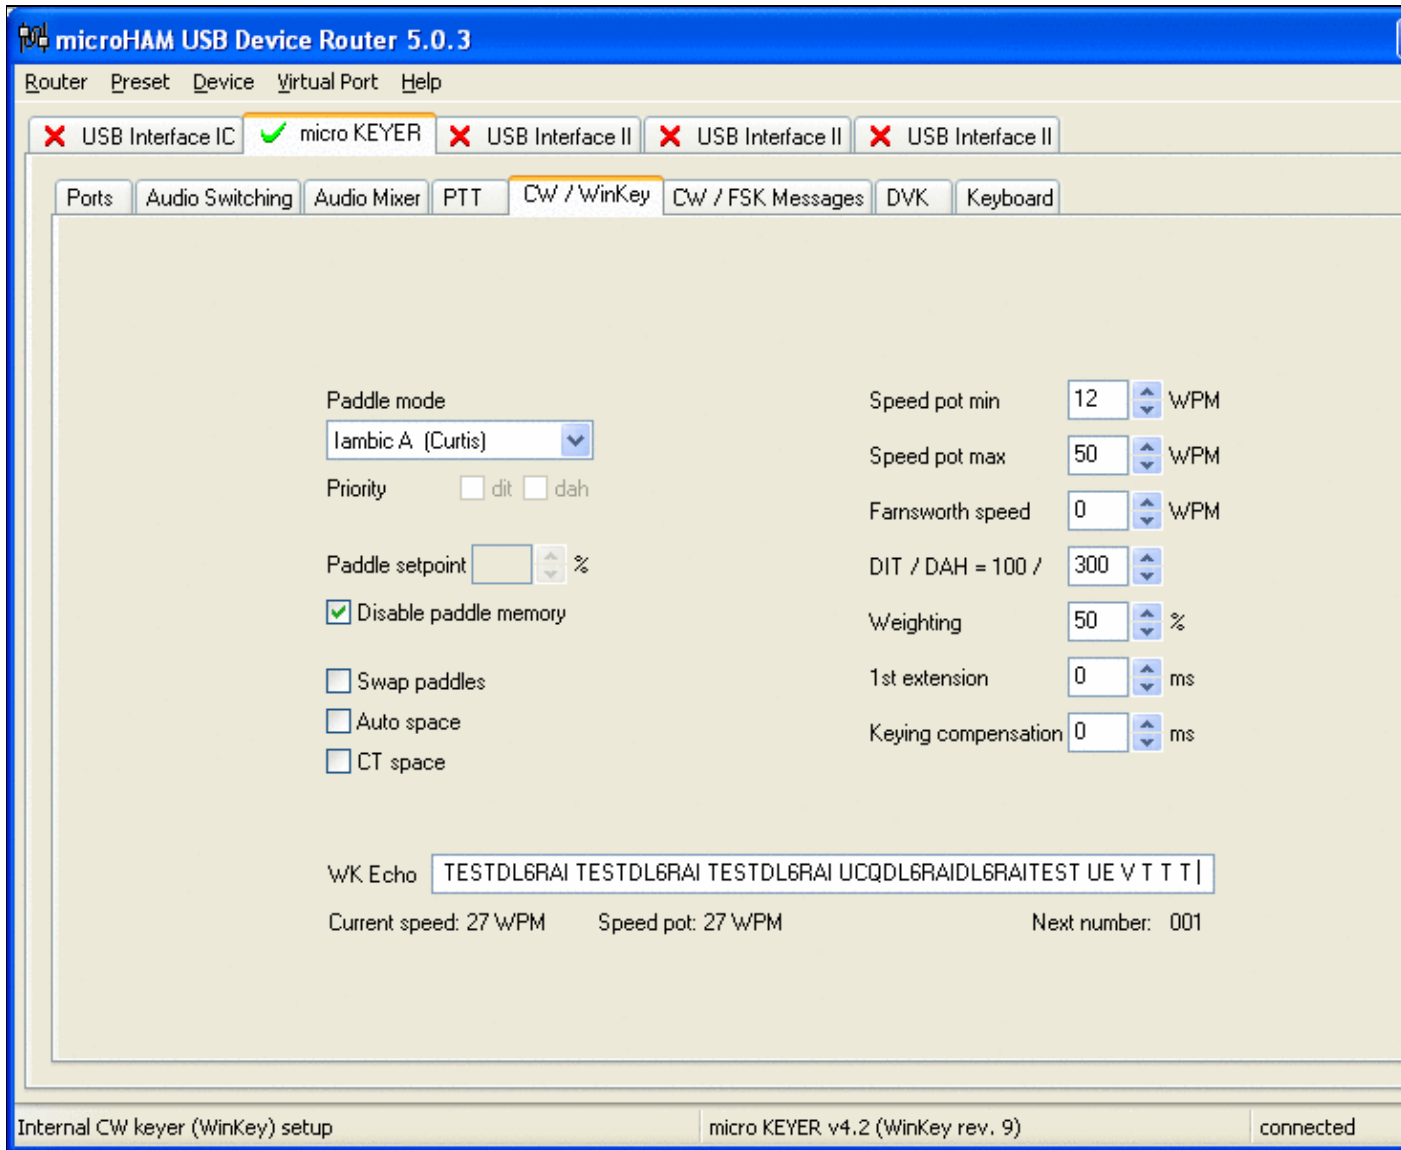 microHAM USB Device Router 5.0.3
Router Preset Device Virtual Port Help
USB Interface IC micro KEYER USB Interface II USB Interface II USB Interface II
Ports Audio Switching Audio Mixer PTT CW / WinKey CW / FSK Messages DVK Keyboard
Paddle mode
Iambic A (Curtis)
Priority dit dah
Paddle setpoint %
Disable paddle memory
Swap paddles
Auto space
CT space
Speed pot min 12 WPM
Speed pot max 50 WPM
Farnsworth speed 0 WPM
DIT / DAH = 100 / 300
Weighting 50 %
1st extension 0 ms
Keying compensation 0 ms
WK Echo TESTDL6RAI TESTDL6RAI TESTDL6RAI UCQDL6RAIDL6RAITEST UE V T T T
Current speed: 27 WPM Speed pot: 27 WPM Next number: 001
Internal CW keyer (WinKey) setup micro KEYER v4.2 (WinKey rev. 9) connected